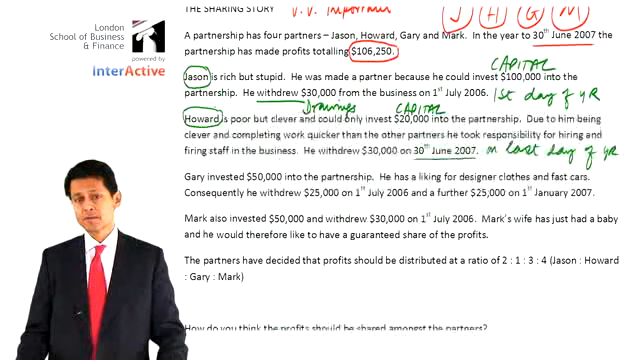 London
School of Business
& Finance
POWERING
InterActive
THE SHARING STORY
V.V. Important
J H G M
A partnership has four partners – Jason, Howard, Gary and Mark. In the year to 30th June 2007 the
partnership has made profits totalling $106,250.
CAPITAL
Jason is rich but stupid. He was made a partner because he could invest $100,000 into the
partnership. He withdrew $30,000 from the business on 1st July 2006. 1st day of yR
Drawings CAPITAL
Howard is poor but clever and could only invest $20,000 into the partnership. Due to him being
clever and completing work quicker than the other partners he took responsibility for hiring and
firing staff in the business. He withdrew $30,000 on 30th June 2007. on last day of yR
Gary invested $50,000 into the partnership. He has a liking for designer clothes and fast cars.
Consequently he withdrew $25,000 on 1st July 2006 and a further $25,000 on 1st January 2007.
Mark also invested $50,000 and withdrew $30,000 on 1st July 2006. Mark's wife has just had a baby
and he would therefore like to have a guaranteed share of the profits.
The partners have decided that profits should be distributed at a ratio of 2 : 1 : 3 : 4 (Jason : Howard
: Gary : Mark)
How do you think the profits should be shared amongst the partners?